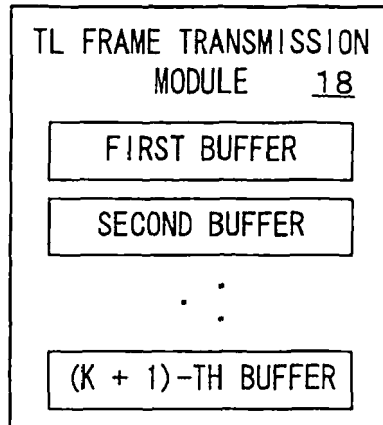 TL FRAME TRANSMISSION
MODULE 18
FIRST BUFFER
SECOND BUFFER
(K + 1)-TH BUFFER